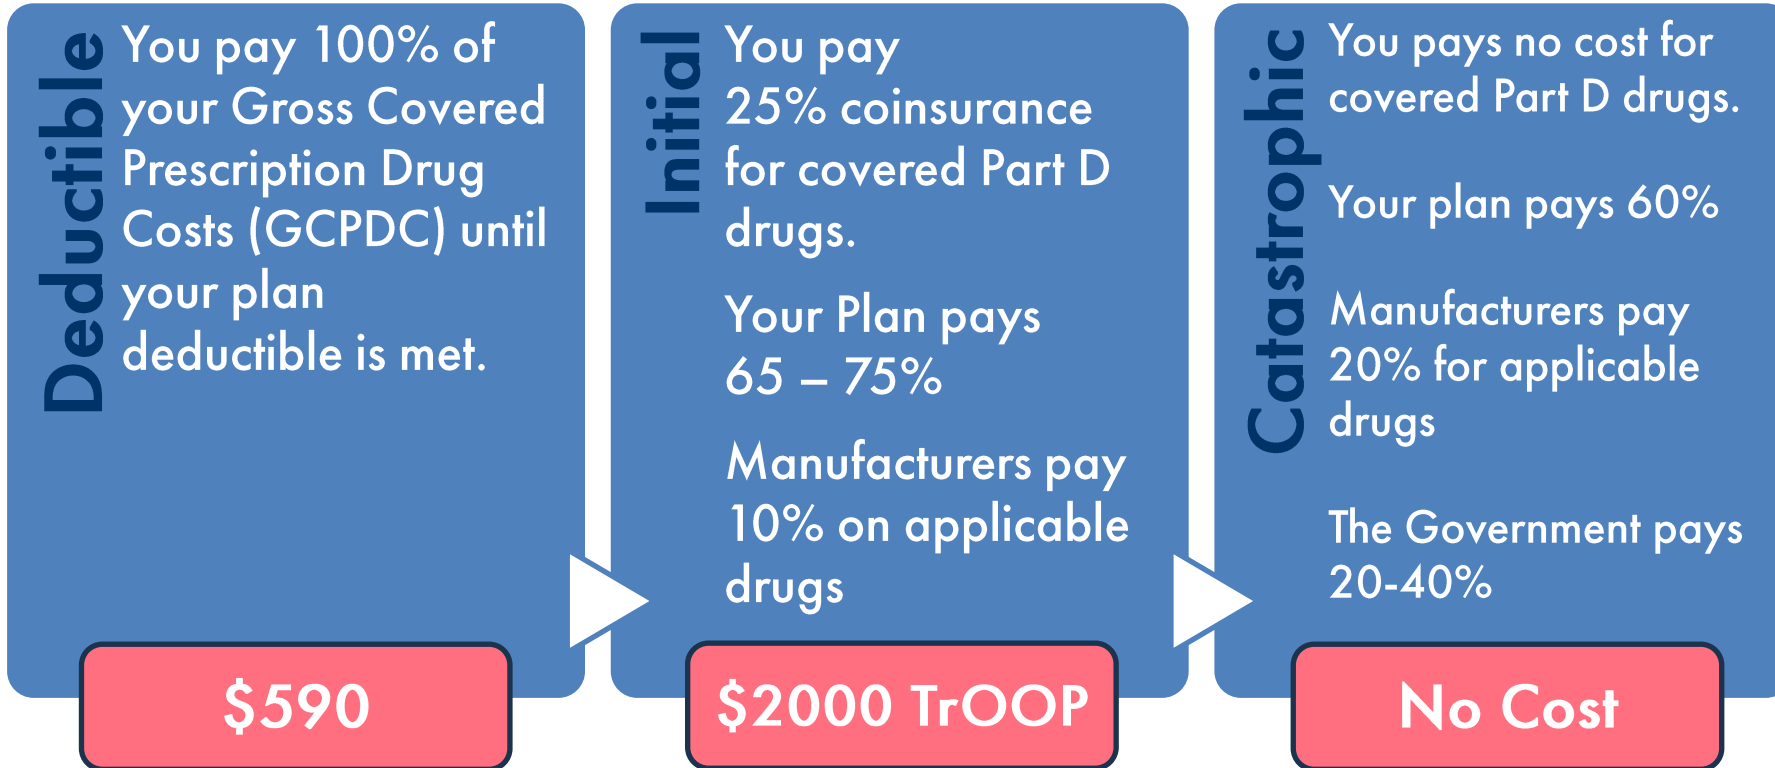 Deductible
You pay 100% of
your Gross Covered
Prescription Drug
Costs (GCPDC) until
your plan
deductible is met.
$590
Initial
You pay
25% coinsurance
for covered Part D
drugs.
Your Plan pays
65 – 75%
Manufacturers pay
10% on applicable
drugs
$2000 TrOOP
Catastrophic
You pays no cost for
covered Part D drugs.
Your plan pays 60%
Manufacturers pay
20% for applicable
drugs
The Government pays
20-40%
No Cost